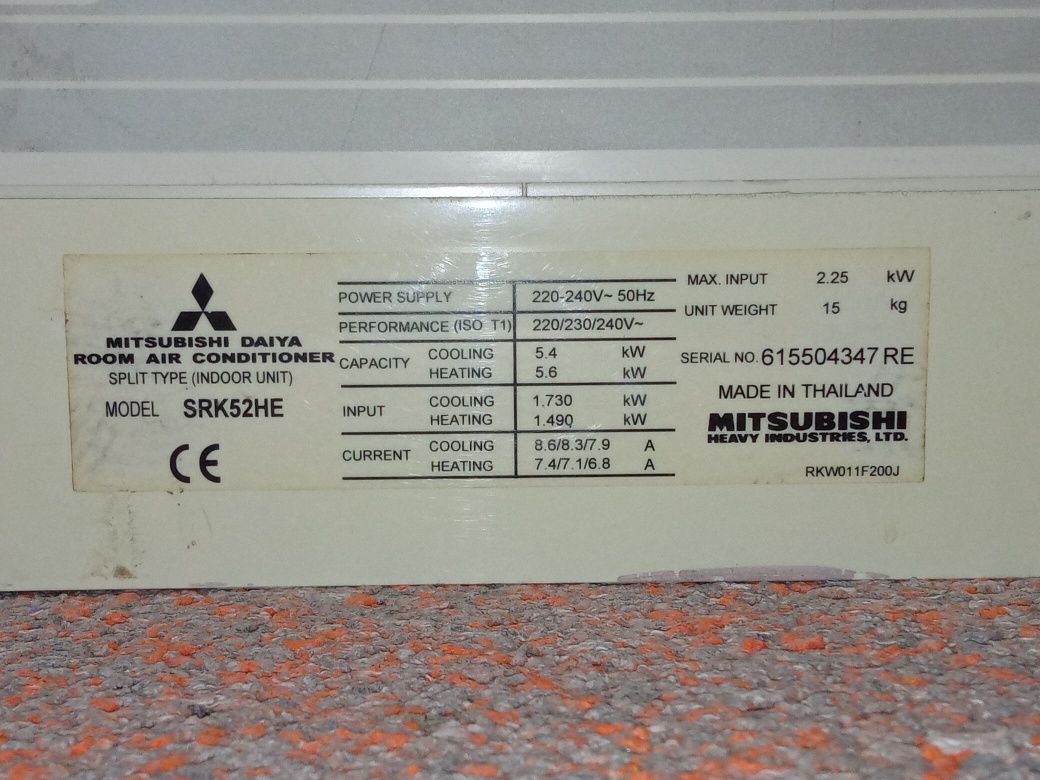 MITSUBISHI DAIYA
ROOM AIR CONDITIONER
SPLIT TYPE (INDOOR UNIT)
MODEL SRK52HE
CE
POWER SUPPLY 220-240V~ 50Hz
PERFORMANCE (ISO T1) 220/230/240V~
CAPACITY COOLING 5.4 kW
HEATING 5.6 kW
INPUT COOLING 1.730 kW
HEATING 1.490 kW
CURRENT COOLING 8.6/8.3/7.9 A
HEATING 7.4/7.1/6.8 A
MAX. INPUT 2.25 kW
UNIT WEIGHT 15 kg
SERIAL NO. 615504347 RE
MADE IN THAILAND
MITSUBISHI
HEAVY INDUSTRIES, LTD.
RKW011F200J